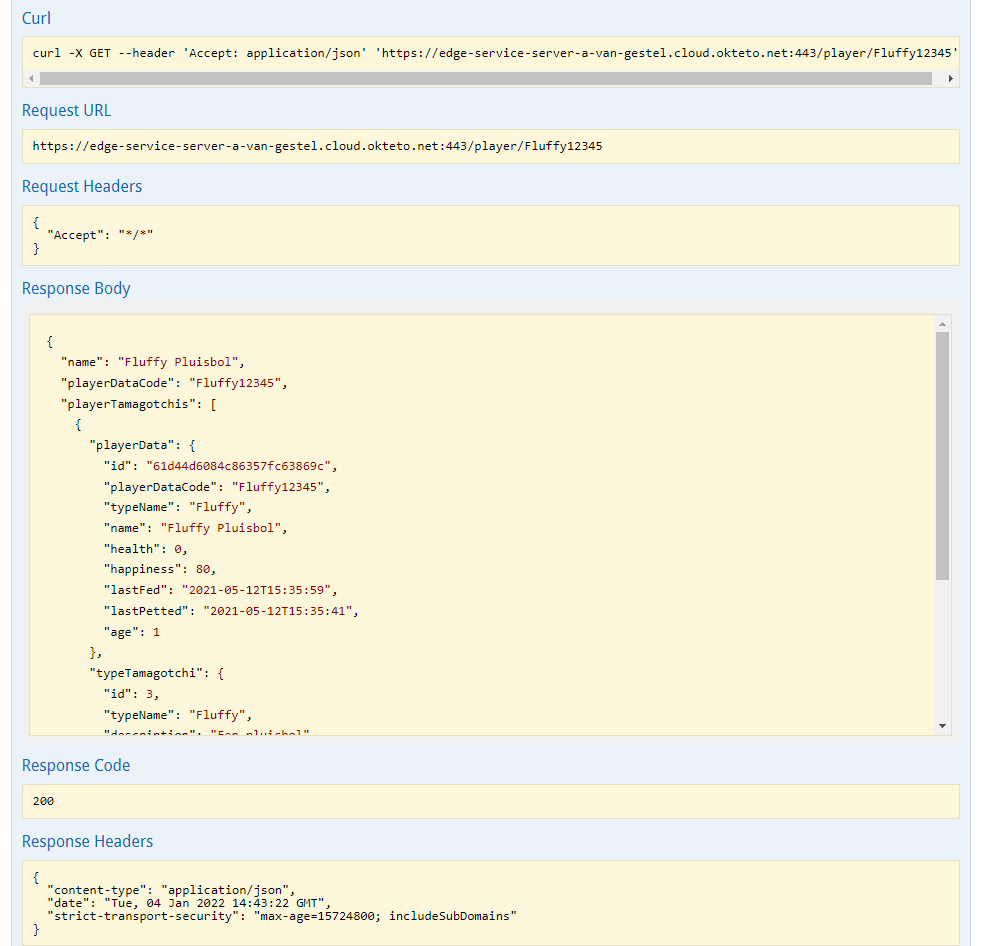 Curl
curl -X GET --header 'Accept: application/json' 'https://edge-service-server-a-van-gestel.cloud.okteto.net:443/player/Fluffy12345'
Request URL
https://edge-service-server-a-van-gestel.cloud.okteto.net:443/player/Fluffy12345
Request Headers
{
  "Accept": "*/*"
}
Response Body
{
  "name": "Fluffy Pluisbol",
  "playerDataCode": "Fluffy12345",
  "playerTamagotchis": [
    {
      "playerData": {
        "id": "61d44d6084c86357fc63869c",
        "playerDataCode": "Fluffy12345",
        "typeName": "Fluffy",
        "name": "Fluffy Pluisbol",
        "health": 0,
        "happiness": 80,
        "lastFed": "2021-05-12T15:35:59",
        "lastPetted": "2021-05-12T15:35:41",
        "age": 1
      },
      "typeTamagotchi": {
        "id": 3,
        "typeName": "Fluffy",
        "description": "Een pluisbol"
Response Code
200
Response Headers
{
  "content-type": "application/json",
  "date": "Tue, 04 Jan 2022 14:43:22 GMT",
  "strict-transport-security": "max-age=15724800; includeSubDomains"
}